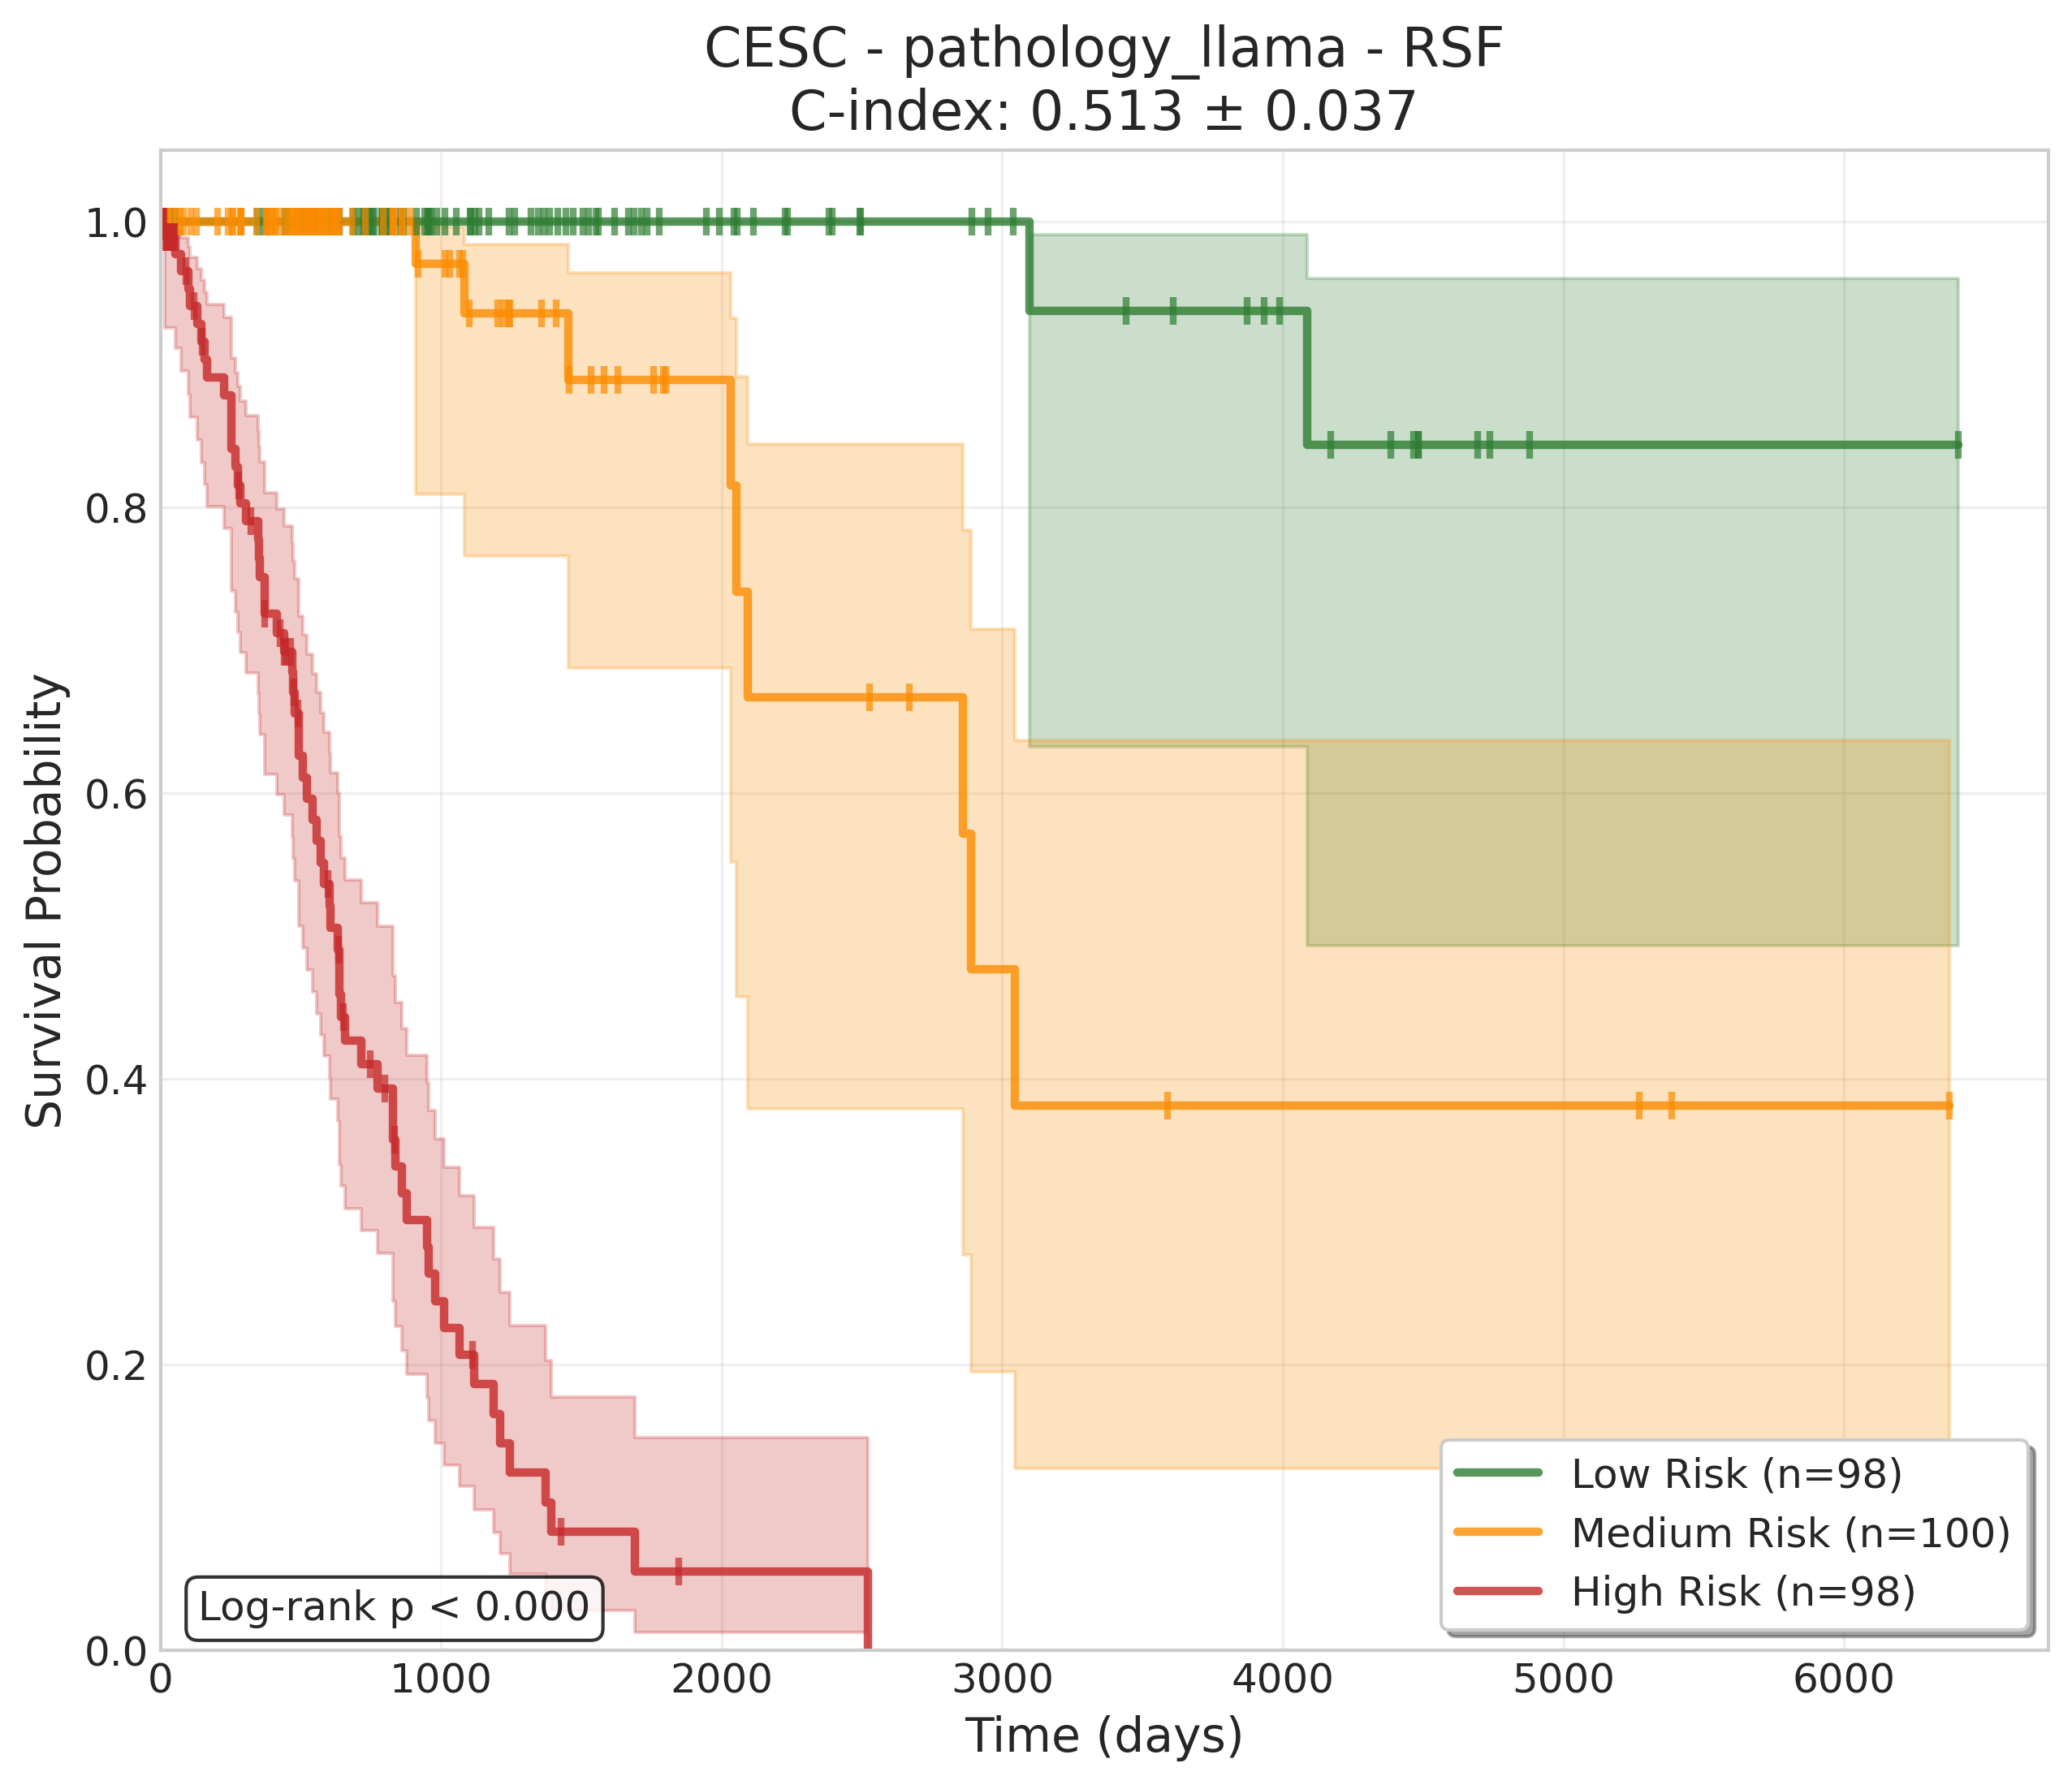 CESC - pathology_llama - RSF
C-index: 0.513 ± 0.037
Survival Probability
1.0
0.8
0.6
0.4
0.2
0.0
Log-rank p < 0.000
Low Risk (n=98)
Medium Risk (n=100)
High Risk (n=98)
0 1000 2000 3000 4000 5000 6000
Time (days)